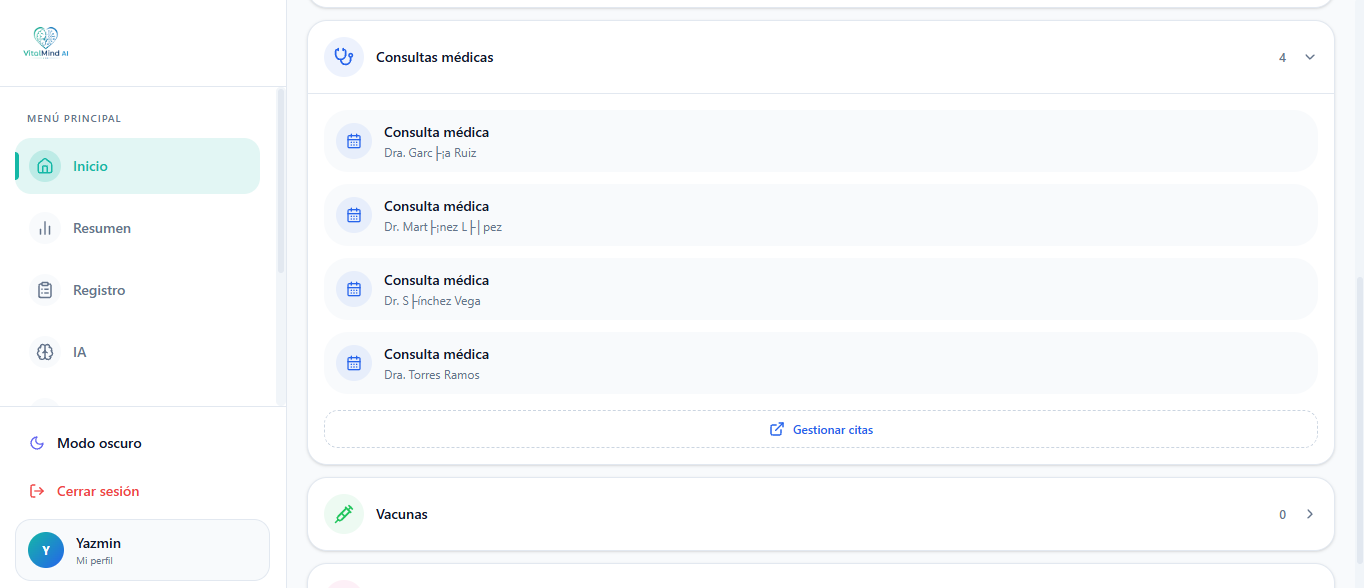 VitalMind AI
MENÚ PRINCIPAL
Inicio
Resumen
Registro
IA
Modo oscuro
Cerrar sesión
Y
Yazmin
Mi perfil
Consultas médicas
4
Consulta médica
Dra. Garc├¡a Ruiz
Consulta médica
Dr. Mart├¡nez L├│pez
Consulta médica
Dr. S├ínchez Vega
Consulta médica
Dra. Torres Ramos
Gestionar citas
Vacunas
0